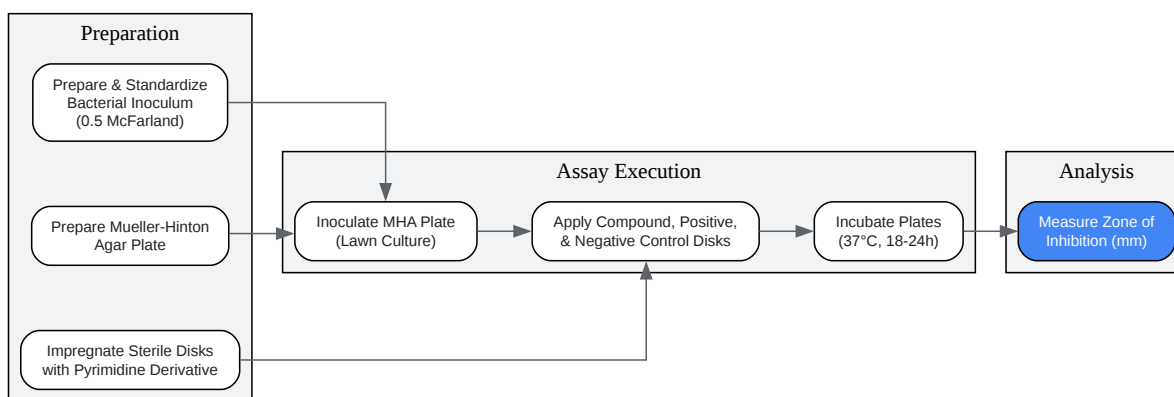 Preparation
Prepare & Standardize
Bacterial Inoculum
(0.5 McFarland)
Prepare Mueller-Hinton
Agar Plate
Impregnate Sterile Disks
with Pyrimidine Derivative
Assay Execution
Inoculate MHA Plate
(Lawn Culture)
Apply Compound, Positive,
& Negative Control Disks
Incubate Plates
(37°C, 18-24h)
Analysis
Measure Zone of
Inhibition (mm)